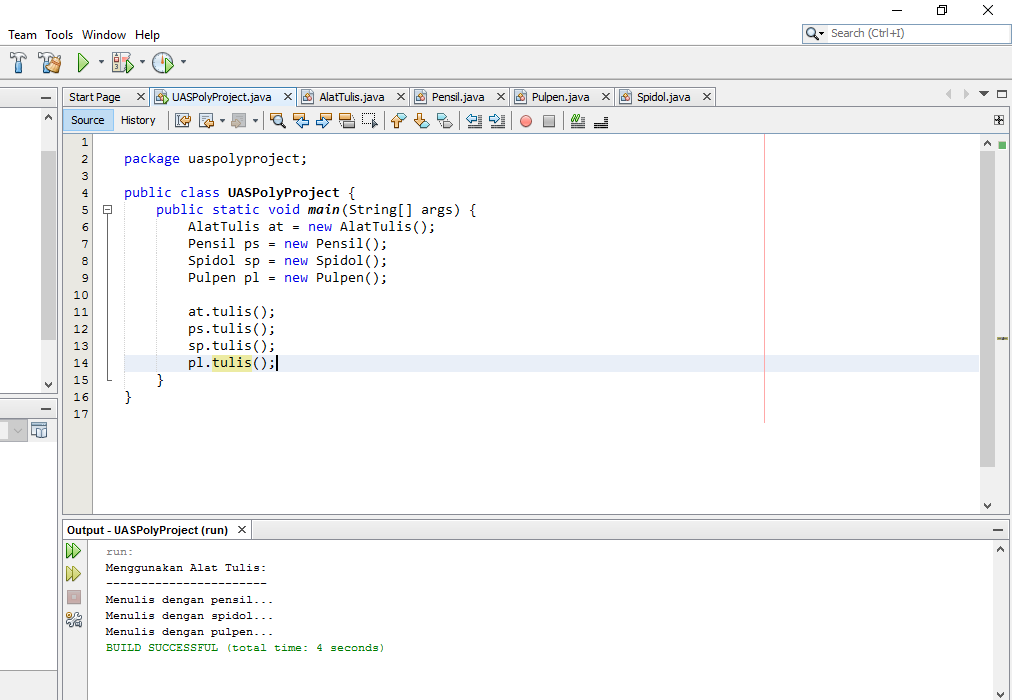 Team Tools Window Help
Search (Ctrl+I)
Start Page UASPolyProject.java AlatTulis.java Pensil.java Pulpen.java Spidol.java
Source History
1
2 package uaspolyproject;
3
4 public class UASPolyProject {
5 public static void main(String[] args) {
6 AlatTulis at = new AlatTulis();
7 Pensil ps = new Pensil();
8 Spidol sp = new Spidol();
9 Pulpen pl = new Pulpen();
10
11 at.tulis();
12 ps.tulis();
13 sp.tulis();
14 pl.tulis();
15 }
16 }
17
Output - UASPolyProject (run)
run:
Menggunakan Alat Tulis:
-----------------------
Menulis dengan pensil...
Menulis dengan spidol...
Menulis dengan pulpen...
BUILD SUCCESSFUL (total time: 4 seconds)